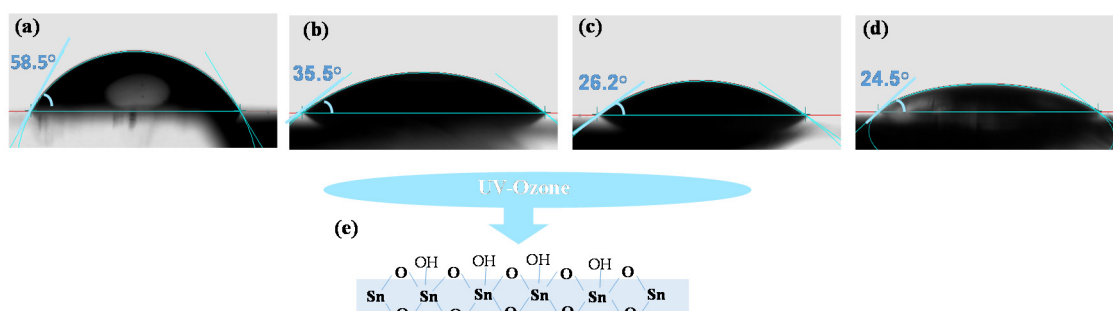 (a)
58.5°
(b)
35.5°
(c)
26.2°
(d)
24.5°
UV-Ozone
(e)
OH OH OH OH
O O O O O
Sn Sn Sn Sn Sn Sn
O O O O O